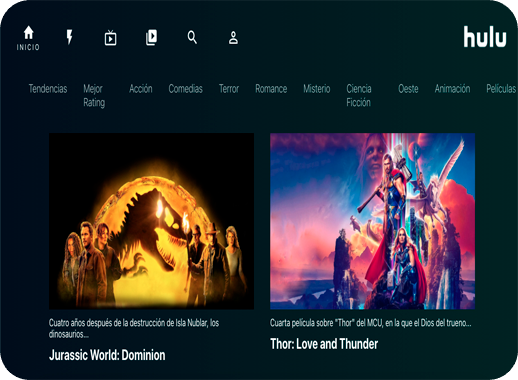 INICIO
hulu
Tendencias
Mejor
Rating
Acción
Comedias
Terror
Romance
Misterio
Ciencia
Ficción
Oeste
Animación
Películas
Cuatro años después de la destrucción de Isla Nublar, los
dinosaurios...
Jurassic World: Dominion
Cuarta película sobre "Thor" del MCU, en la que el Dios del trueno...
Thor: Love and Thunder